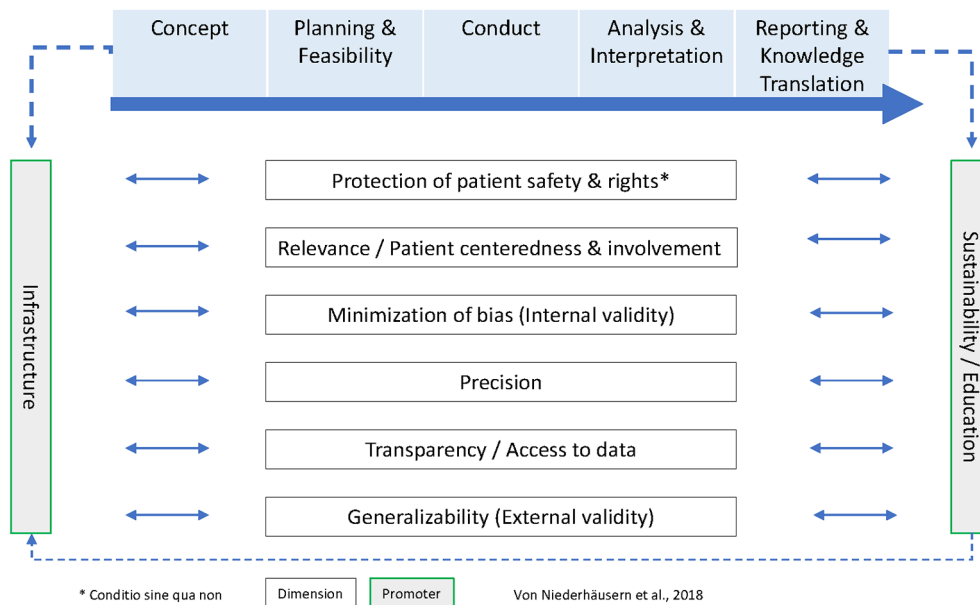 Concept
Planning &
Feasibility
Conduct
Analysis &
Interpretation
Reporting &
Knowledge
Translation
Infrastructure
Protection of patient safety & rights*
Relevance / Patient centeredness & involvement
Minimization of bias (Internal validity)
Precision
Transparency / Access to data
Generalizability (External validity)
Sustainability / Education
* Conditio sine qua non
Dimension
Promoter
Von Niederhäusern et al., 2018